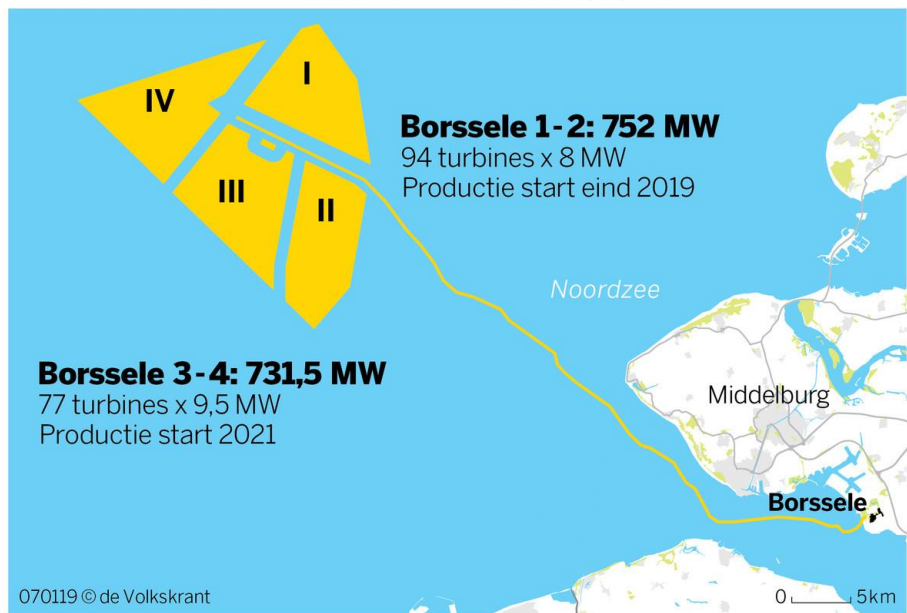 IV
I
III
II
Borssele 1-2: 752 MW
94 turbines x 8 MW
Productie start eind 2019
Noordzee
Borssele 3-4: 731,5 MW
77 turbines x 9,5 MW
Productie start 2021
Middelburg
Borssele
070119 © de Volkskrant
0 5km